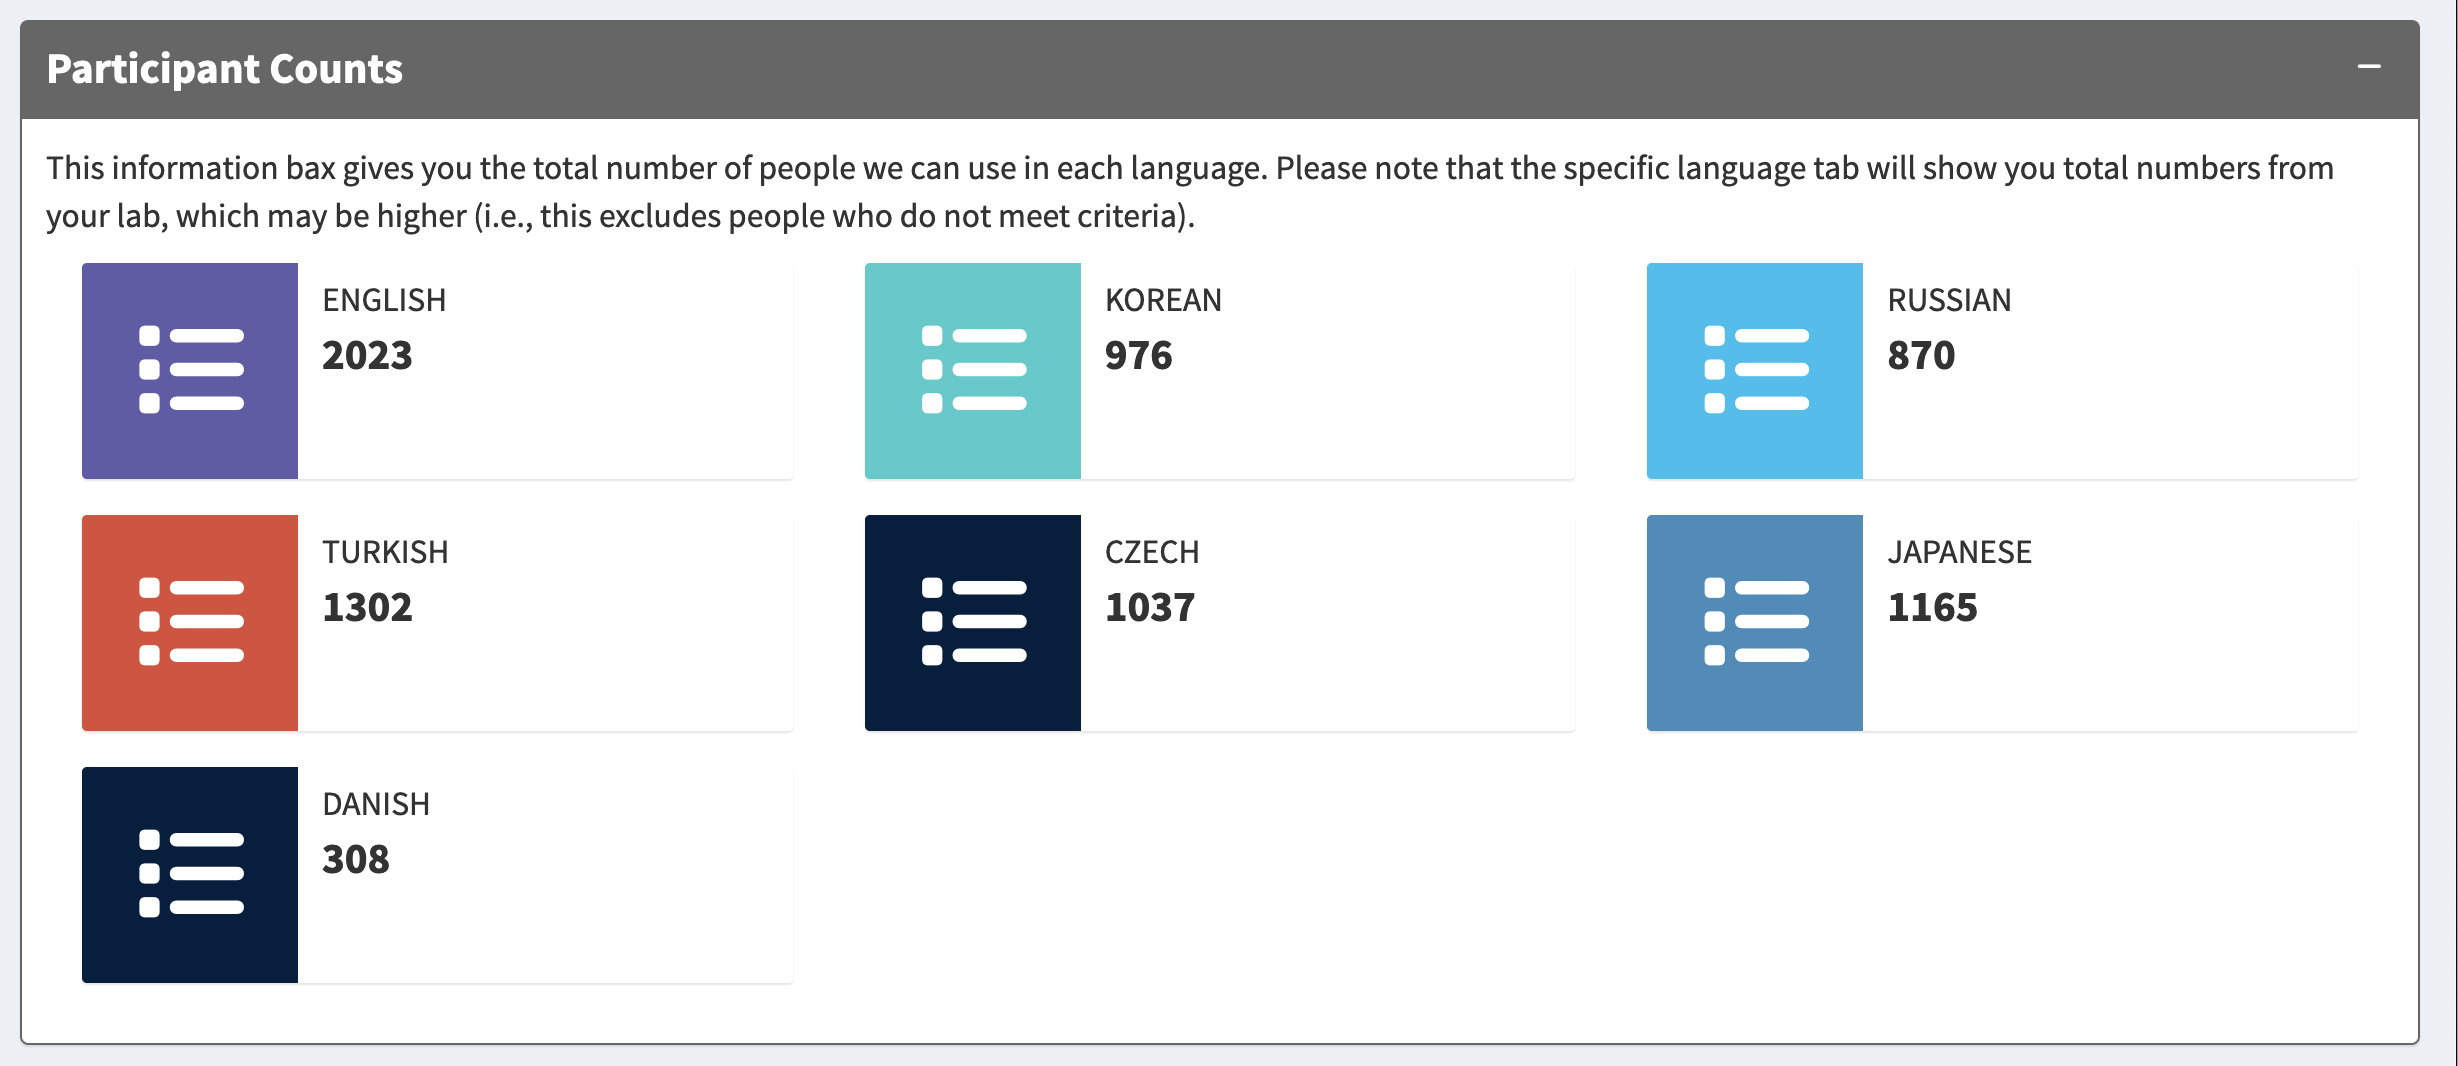 Participant Counts
This information bax gives you the total number of people we can use in each language. Please note that the specific language tab will show you total numbers from
your lab, which may be higher (i.e., this excludes people who do not meet criteria).
ENGLISH
2023
KOREAN
976
RUSSIAN
870
TURKISH
1302
CZECH
1037
JAPANESE
1165
DANISH
308